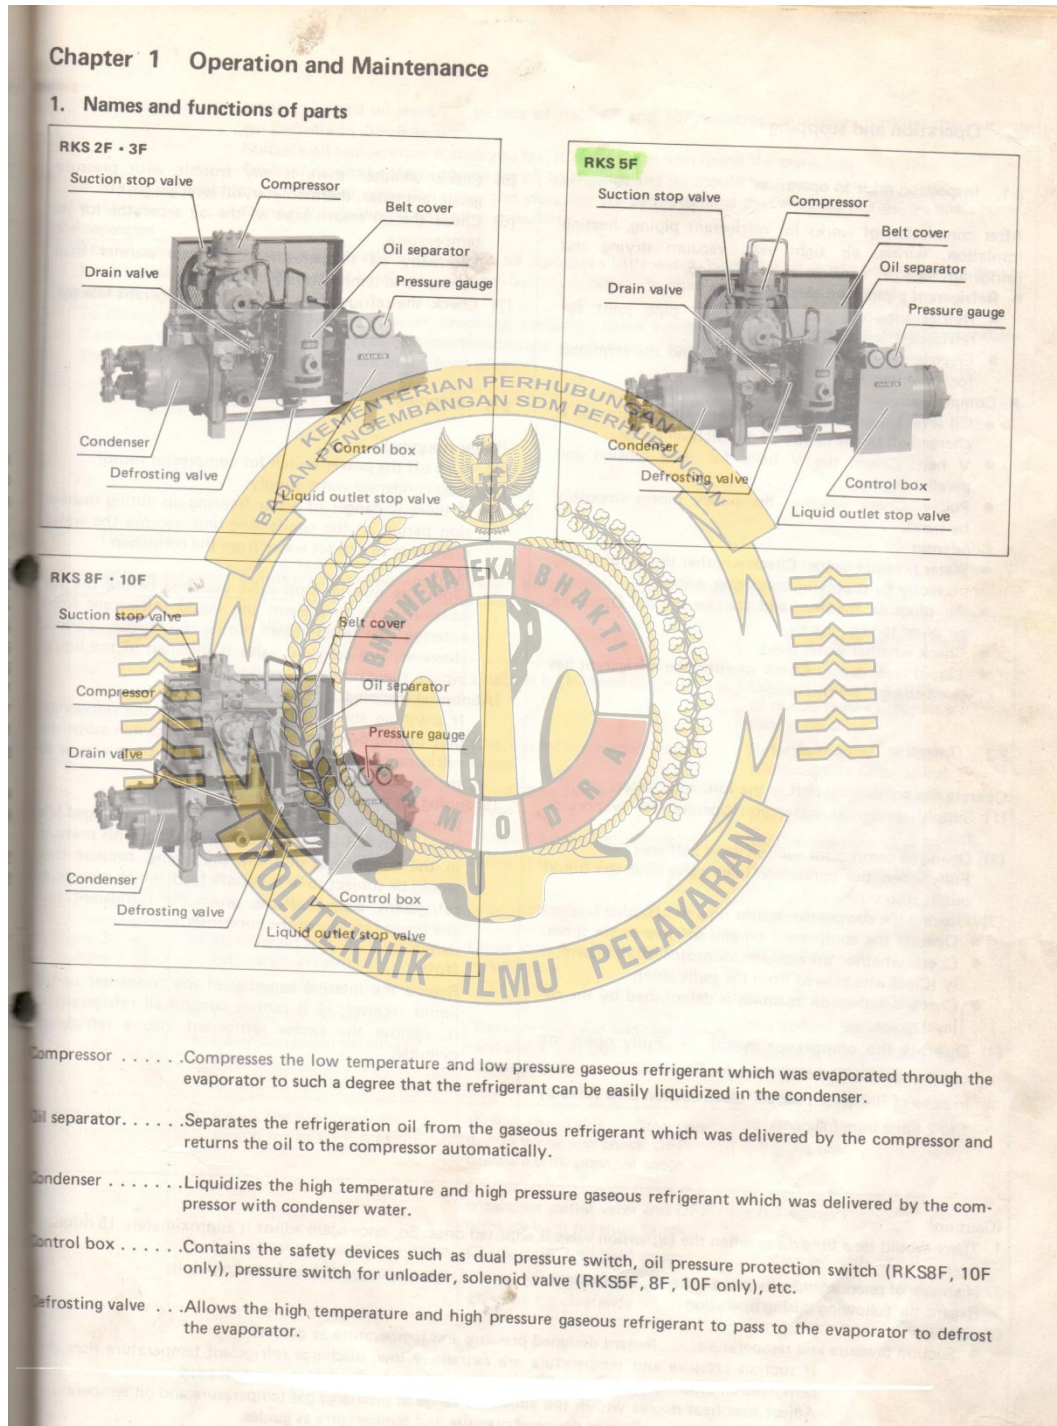 Chapter 1 Operation and Maintenance
1. Names and functions of parts
RKS 2F · 3F
Suction stop valve
Compressor
Belt cover
Oil separator
Drain valve
Pressure gauge
Condenser
Control box
Defrosting valve
Liquid outlet stop valve
RKS 5F
Suction stop valve
Compressor
Belt cover
Oil separator
Drain valve
Pressure gauge
Condenser
Defrosting valve
Control box
Liquid outlet stop valve
RKS 8F · 10F
Suction stop valve
Belt cover
Compressor
Oil separator
Pressure gauge
Drain valve
Condenser
Control box
Defrosting valve
Liquid outlet stop valve
KEMENTERIAN PERHUBUNGAN
BADAN PENGEMBANGAN SDM PERHUBUNGAN
BHINNEKA EKA BHAKTI
SAMODRA
POLITEKNIK ILMU PELAYARAN
Compressor . . . . . .Compresses the low temperature and low pressure gaseous refrigerant which was evaporated through the
evaporator to such a degree that the refrigerant can be easily liquidized in the condenser.
Oil separator. . . . . .Separates the refrigeration oil from the gaseous refrigerant which was delivered by the compressor and
returns the oil to the compressor automatically.
Condenser . . . . . . .Liquidizes the high temperature and high pressure gaseous refrigerant which was delivered by the com-
pressor with condenser water.
Control box . . . . . .Contains the safety devices such as dual pressure switch, oil pressure protection switch (RKS8F, 10F
only), pressure switch for unloader, solenoid valve (RKS5F, 8F, 10F only), etc.
Defrosting valve . . .Allows the high temperature and high pressure gaseous refrigerant to pass to the evaporator to defrost
the evaporator.